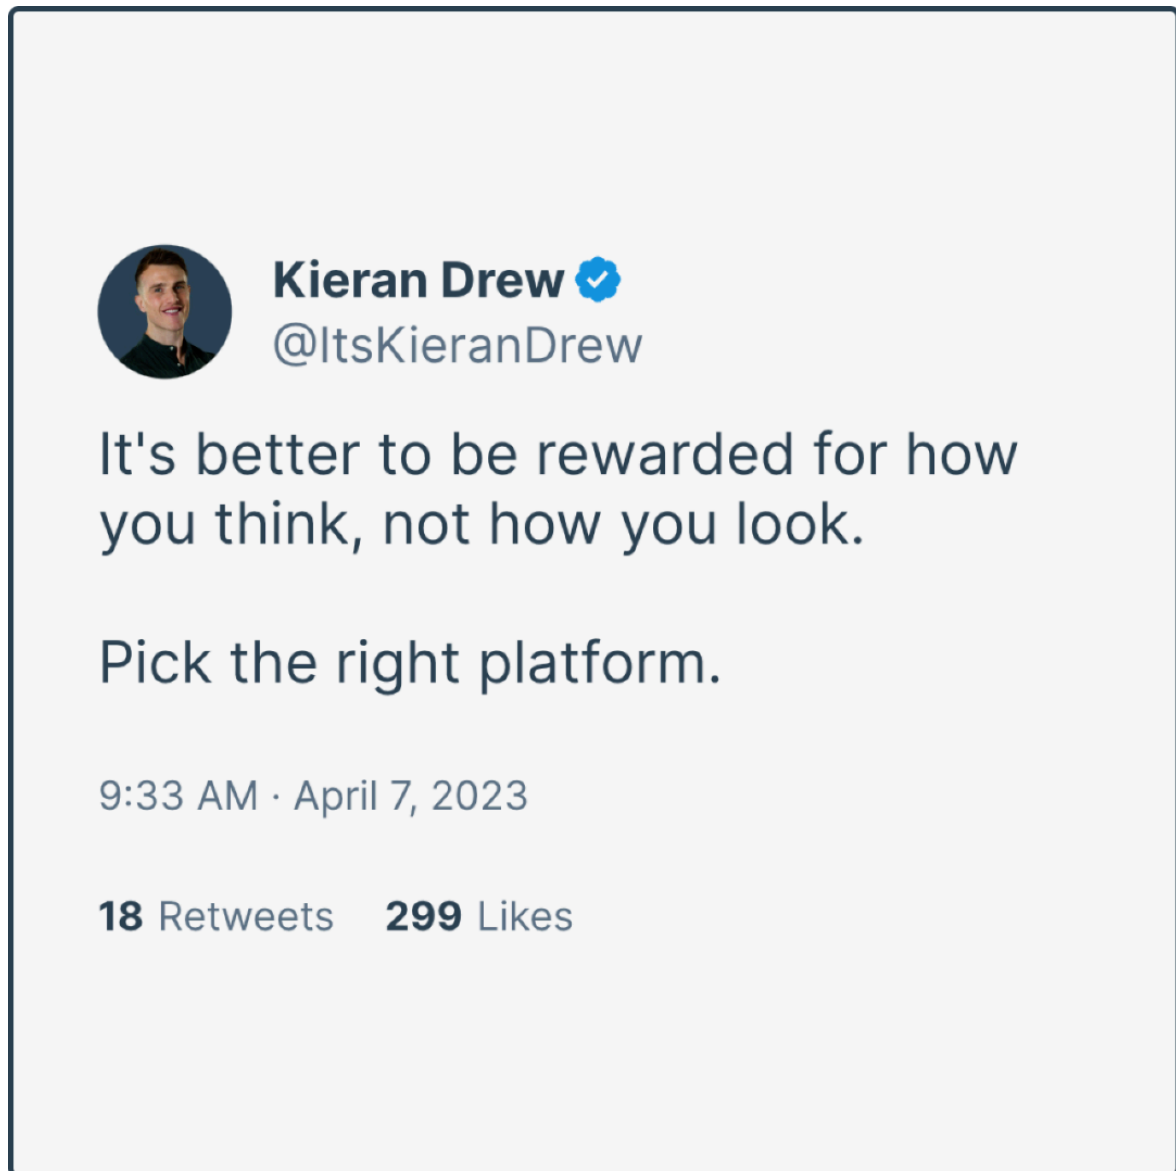 Kieran Drew
@ItsKieranDrew
It's better to be rewarded for how
you think, not how you look.
Pick the right platform.
9:33 AM · April 7, 2023
18 Retweets 299 Likes